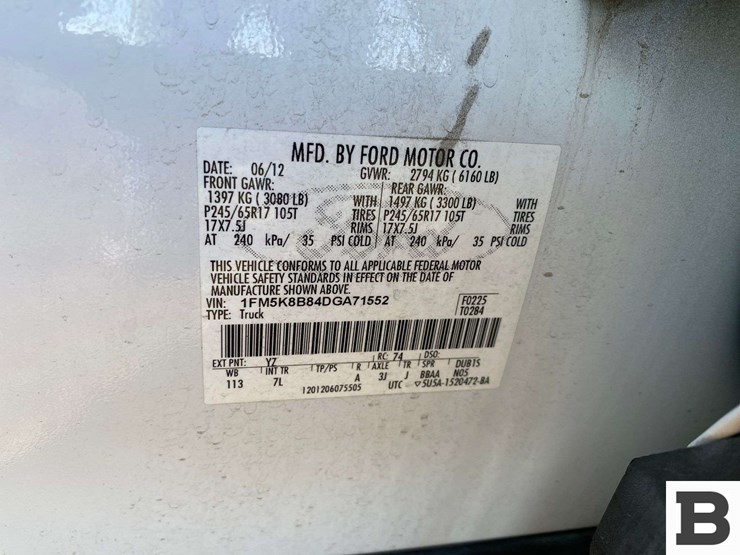 MFD. BY FORD MOTOR CO.
DATE: 06/12 GVWR: 2794 KG ( 6160 LB)
FRONT GAWR: REAR GAWR:
1397 KG ( 3080 LB) WITH 1497 KG ( 3300 LB) WITH
P245/65R17 105T TIRES P245/65R17 105T TIRES
17X7.5J RIMS 17X7.5J RIMS
AT 240 kPa/ 35 PSI COLD AT 240 kPa/ 35 PSI COLD
THIS VEHICLE CONFORMS TO ALL APPLICABLE FEDERAL MOTOR
VEHICLE SAFETY STANDARDS IN EFFECT ON THE DATE OF
MANUFACTURE SHOWN ABOVE.
VIN: 1FM5K8B84DGA71552 F0225
TYPE: Truck T0284
EXT PNT: YZ RC: 74 DSO:
WB INT TR TP/PS R AXLE TR SPR DUB1S
113 7L A 3J J BBAA N0S
1201206075505 UTC 5USA-1520472-BA
B